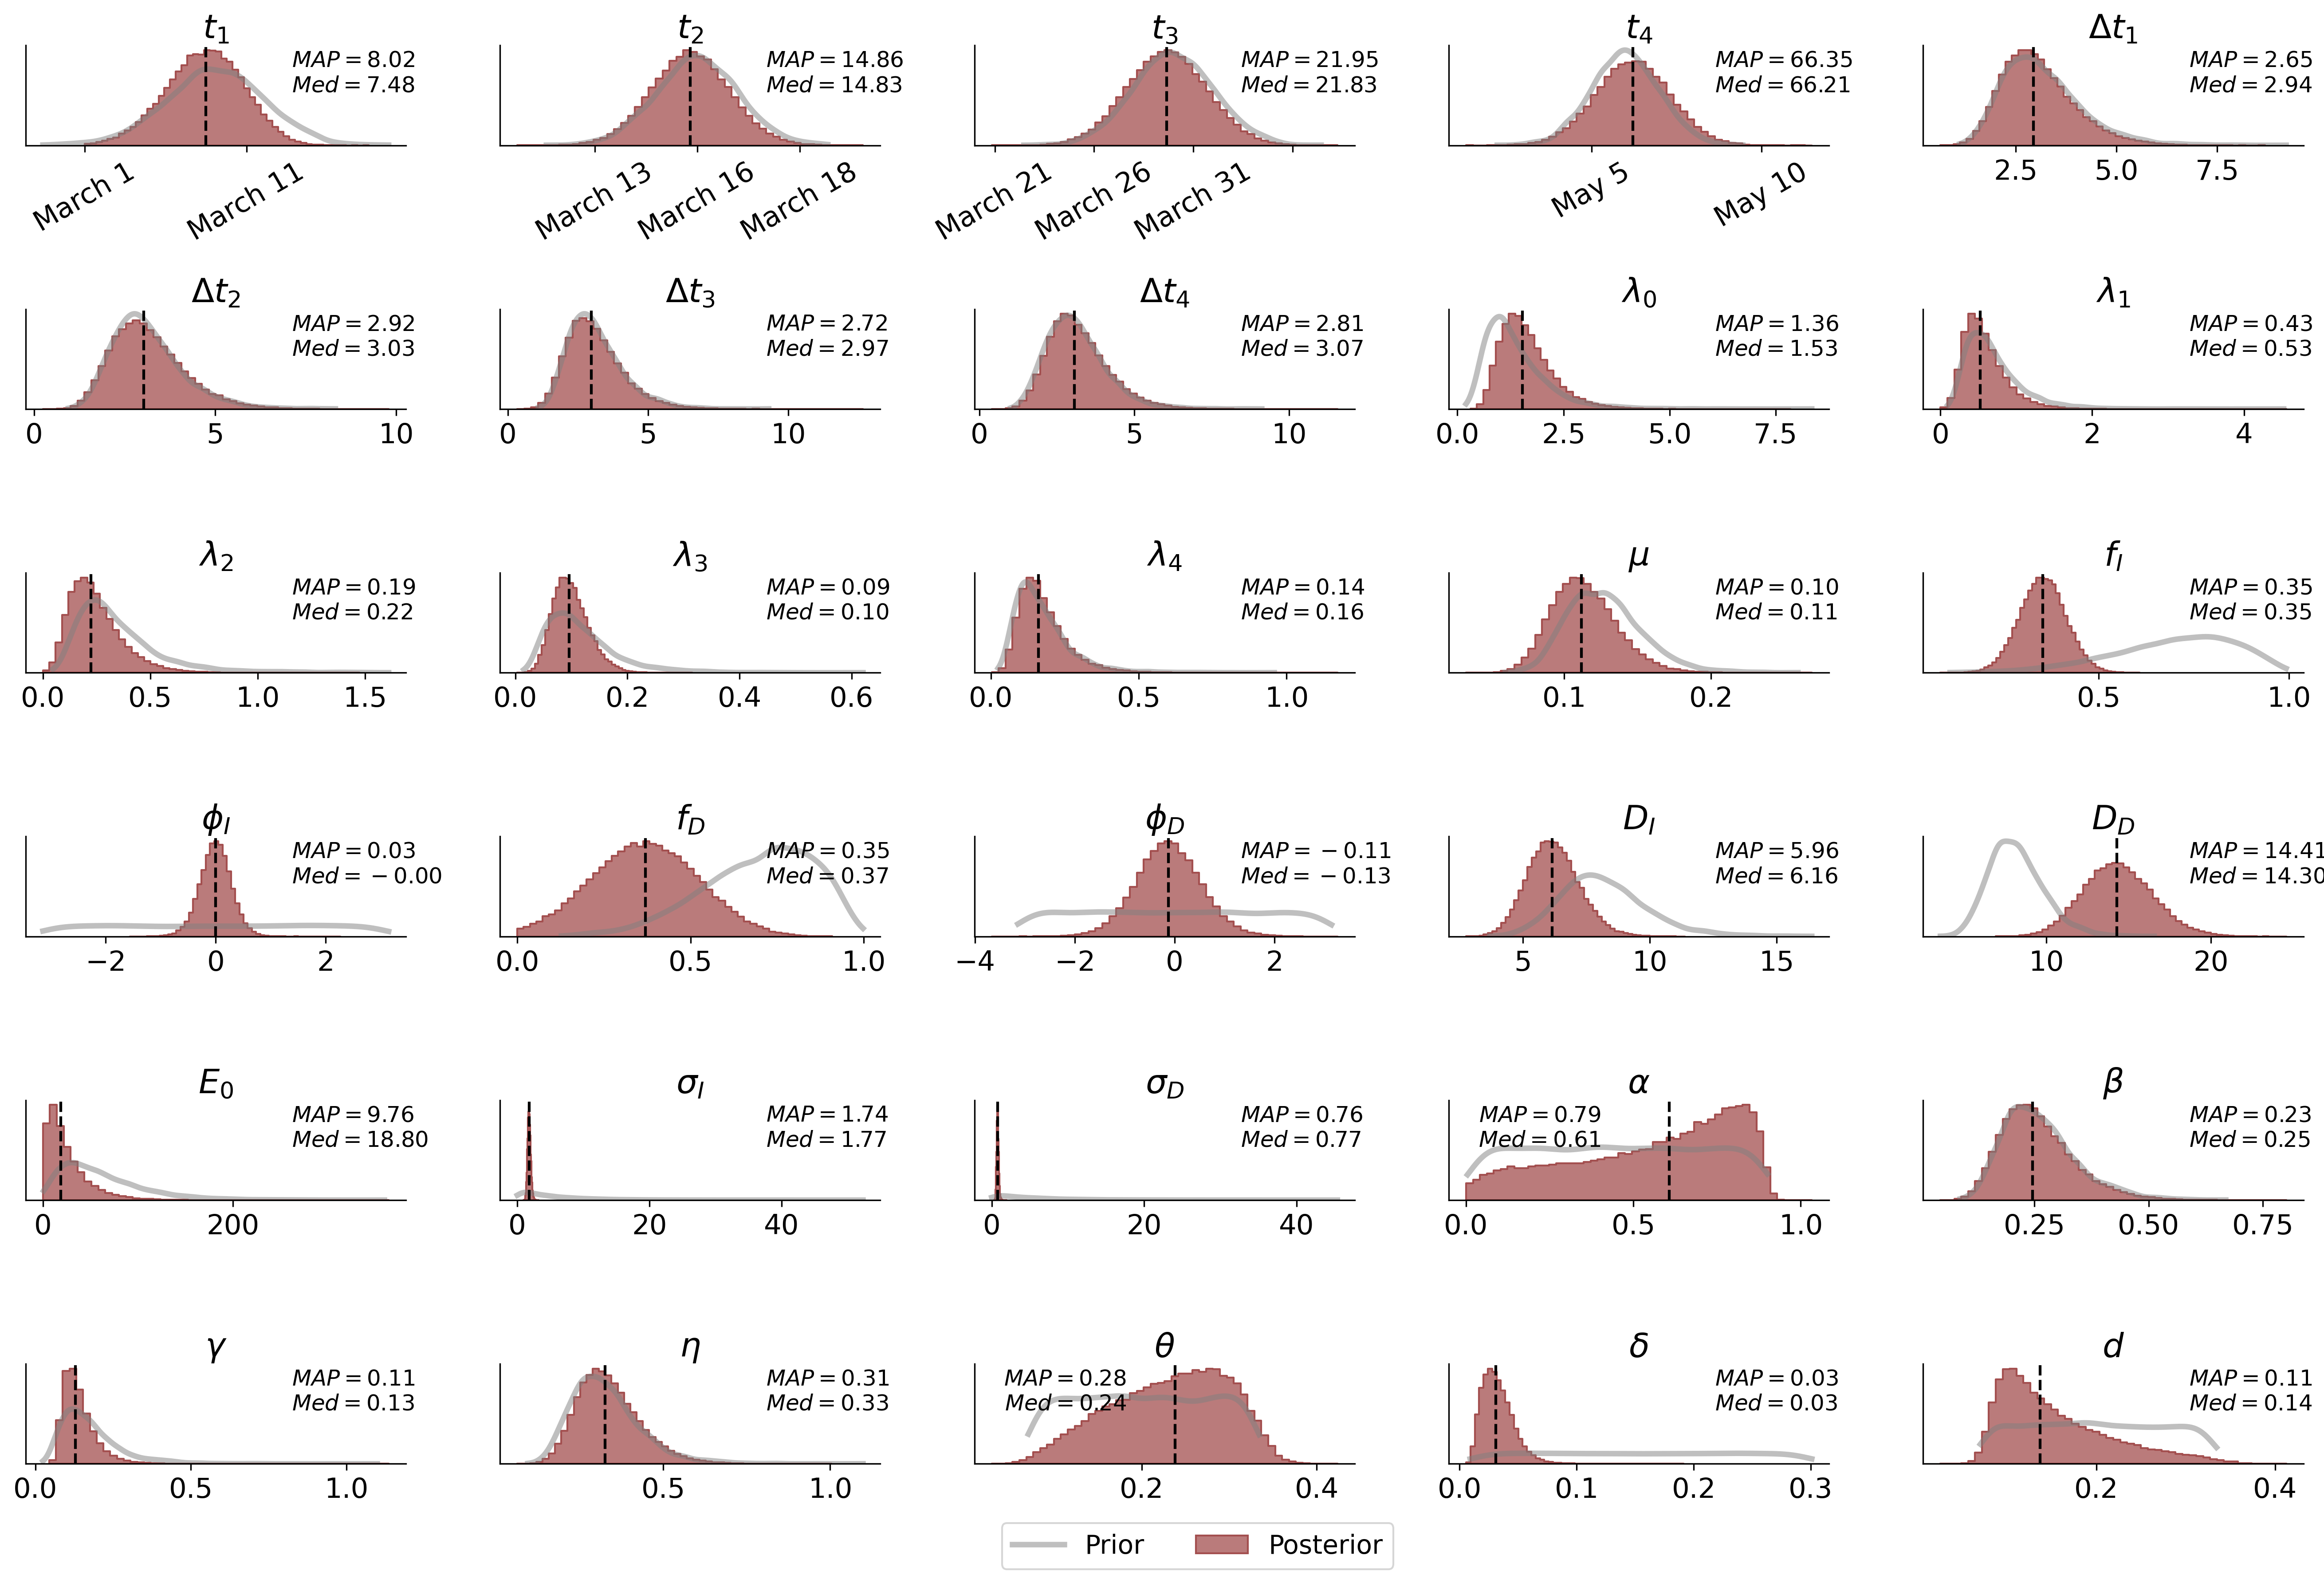 t₁ t₂ t₃ t₄ Δt₁
MAP = 8.02 MAP = 14.86 MAP = 21.95 MAP = 66.35 MAP = 2.65
Med = 7.48 Med = 14.83 Med = 21.83 Med = 66.21 Med = 2.94
2.5 5.0 7.5
March 1 March 11 March 13 March 16 March 18 March 21 March 26 March 31 May 5 May 10
Δt₂ Δt₃ Δt₄ λ₀ λ₁
MAP = 2.92 MAP = 2.72 MAP = 2.81 MAP = 1.36 MAP = 0.43
Med = 3.03 Med = 2.97 Med = 3.07 Med = 1.53 Med = 0.53
0 5 10 0 5 10 0 5 10 0.0 2.5 5.0 7.5 0 2 4
λ₂ λ₃ λ₄ μ f_I
MAP = 0.19 MAP = 0.09 MAP = 0.14 MAP = 0.10 MAP = 0.35
Med = 0.22 Med = 0.10 Med = 0.16 Med = 0.11 Med = 0.35
0.0 0.5 1.0 1.5 0.0 0.2 0.4 0.6 0.0 0.5 1.0 0.1 0.2 0.5 1.0
ϕ_I f_D ϕ_D D_I D_D
MAP = 0.03 MAP = 0.35 MAP = −0.11 MAP = 5.96 MAP = 14.41
Med = −0.00 Med = 0.37 Med = −0.13 Med = 6.16 Med = 14.30
−2 0 2 0.0 0.5 1.0 −4 −2 0 2 5 10 15 10 20
E₀ σ_I σ_D α β
MAP = 9.76 MAP = 1.74 MAP = 0.76 MAP = 0.79 MAP = 0.23
Med = 18.80 Med = 1.77 Med = 0.77 Med = 0.61 Med = 0.25
0 200 0 20 40 0 20 40 0.0 0.5 1.0 0.25 0.50 0.75
γ η θ δ d
MAP = 0.11 MAP = 0.31 MAP = 0.28 MAP = 0.03 MAP = 0.11
Med = 0.13 Med = 0.33 Med = 0.24 Med = 0.03 Med = 0.14
0.0 0.5 1.0 0.5 1.0 0.2 0.4 0.0 0.1 0.2 0.3 0.2 0.4
Prior Posterior